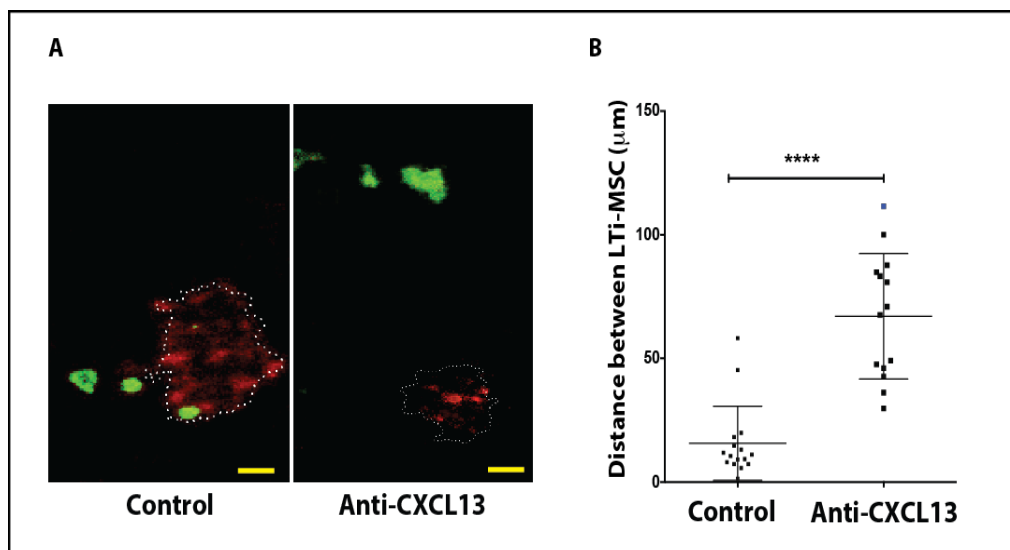 A
B
Control
Anti-CXCL13
Distance between LTi-MSC (μm)
150
100
50
0
****
Control
Anti-CXCL13